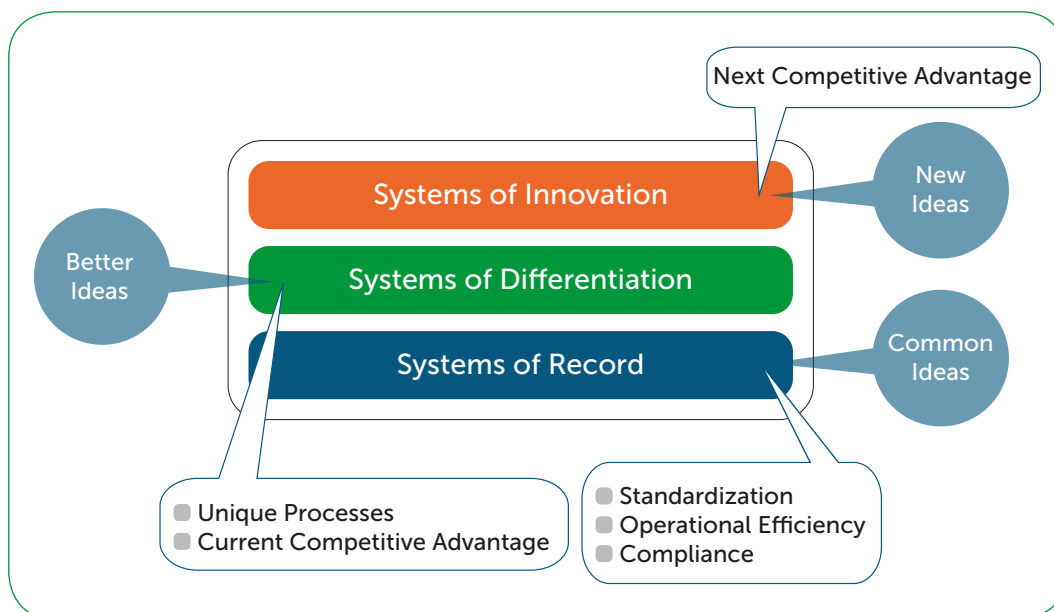 Next Competitive Advantage
Systems of Innovation
New
Ideas
Better
Ideas
Systems of Differentiation
Systems of Record
Common
Ideas
Unique Processes
Current Competitive Advantage
Standardization
Operational Efficiency
Compliance